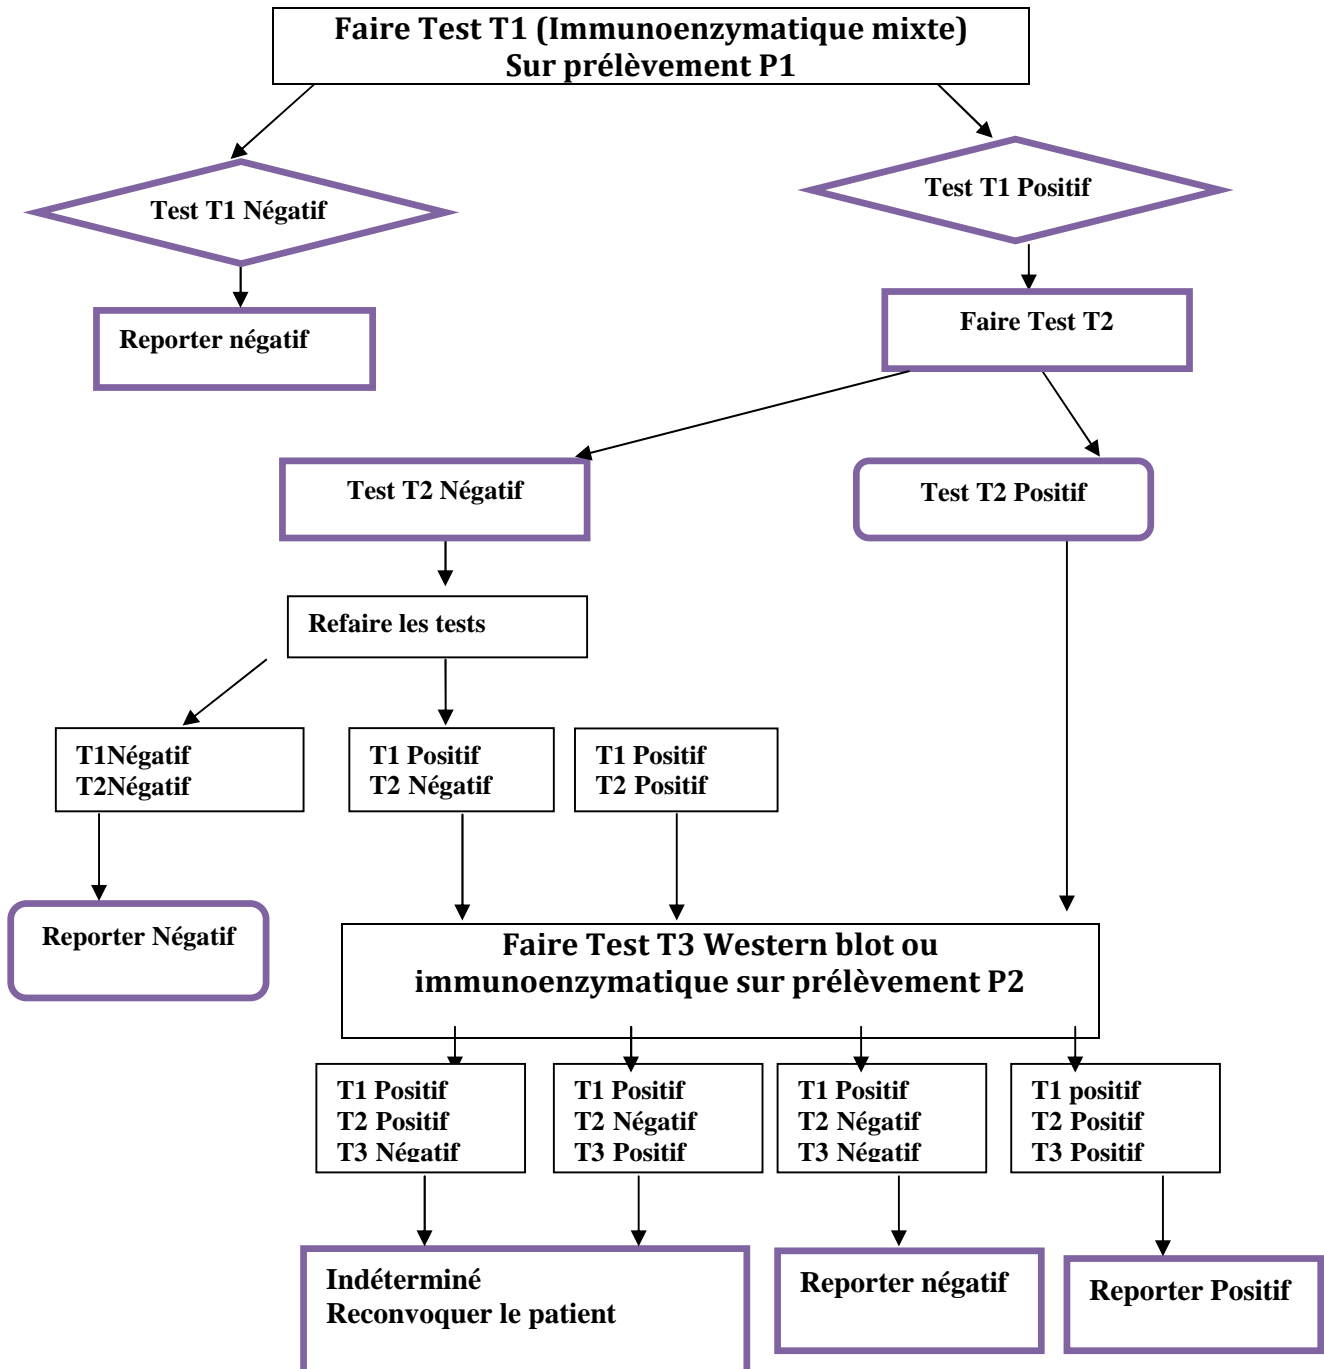 Faire Test T1 (Immunoenzymatique mixte)
Sur prélèvement P1
Test T1 Négatif
Test T1 Positif
Reporter négatif
Faire Test T2
Test T2 Négatif
Test T2 Positif
Refaire les tests
T1Négatif
T2Négatif
T1 Positif
T2 Négatif
T1 Positif
T2 Positif
Reporter Négatif
Faire Test T3 Western blot ou
immunoenzymatique sur prélèvement P2
T1 Positif
T2 Positif
T3 Négatif
T1 Positif
T2 Négatif
T3 Positif
T1 Positif
T2 Négatif
T3 Négatif
T1 positif
T2 Positif
T3 Positif
Indéterminé
Reconvoquer le patient
Reporter négatif
Reporter Positif